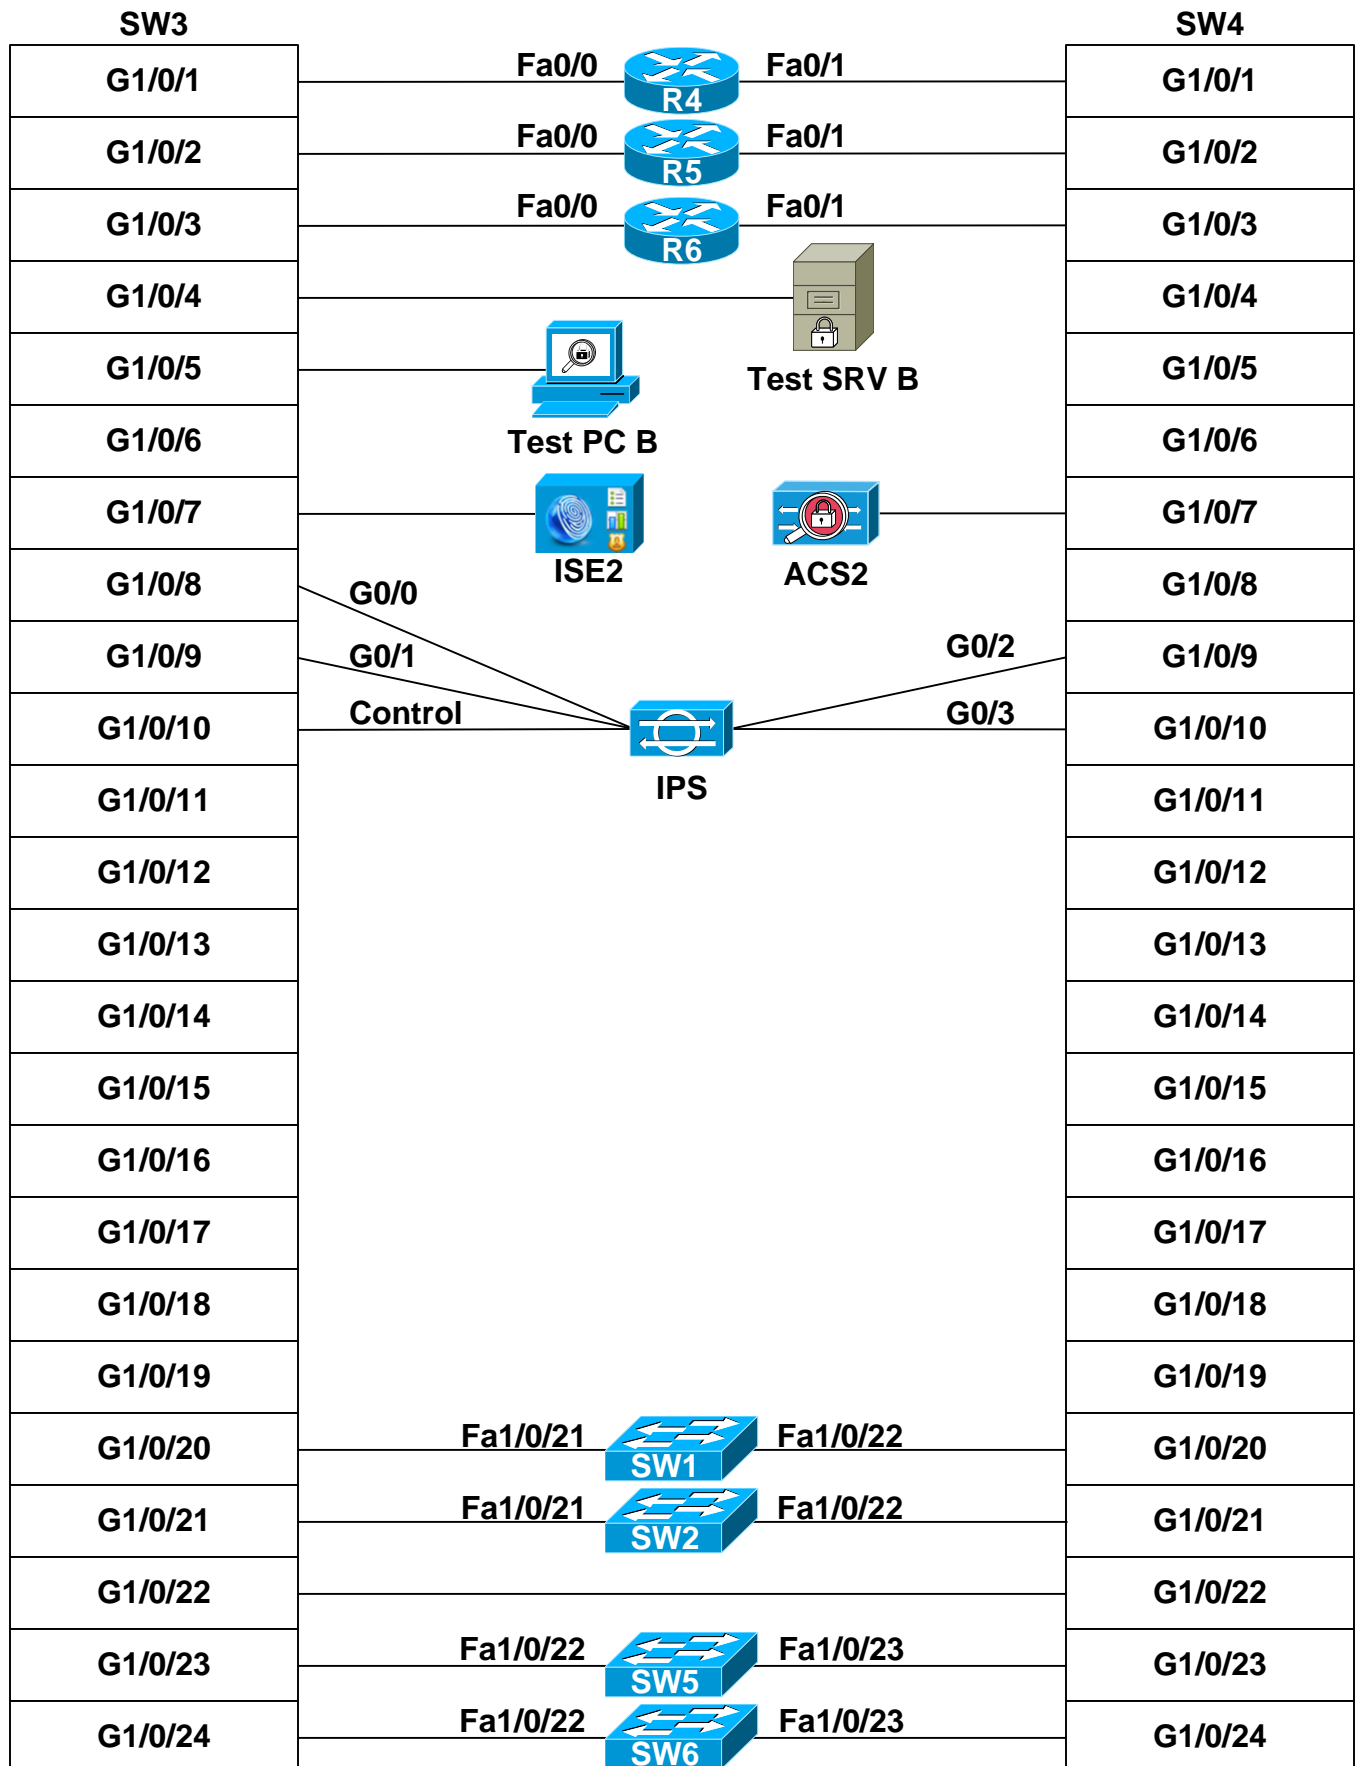 SW3 SW4
G1/0/1 Fa0/0 R4 Fa0/1 G1/0/1
G1/0/2 Fa0/0 R5 Fa0/1 G1/0/2
G1/0/3 Fa0/0 R6 Fa0/1 G1/0/3
G1/0/4 G1/0/4
G1/0/5 Test SRV B G1/0/5
G1/0/6 Test PC B G1/0/6
G1/0/7 G1/0/7
ISE2 ACS2
G1/0/8 G0/0 G1/0/8
G1/0/9 G0/1 G0/2 G1/0/9
G1/0/10 Control G0/3 G1/0/10
IPS
G1/0/11 G1/0/11
G1/0/12 G1/0/12
G1/0/13 G1/0/13
G1/0/14 G1/0/14
G1/0/15 G1/0/15
G1/0/16 G1/0/16
G1/0/17 G1/0/17
G1/0/18 G1/0/18
G1/0/19 G1/0/19
G1/0/20 Fa1/0/21 SW1 Fa1/0/22 G1/0/20
G1/0/21 Fa1/0/21 SW2 Fa1/0/22 G1/0/21
G1/0/22 G1/0/22
G1/0/23 Fa1/0/22 SW5 Fa1/0/23 G1/0/23
G1/0/24 Fa1/0/22 SW6 Fa1/0/23 G1/0/24